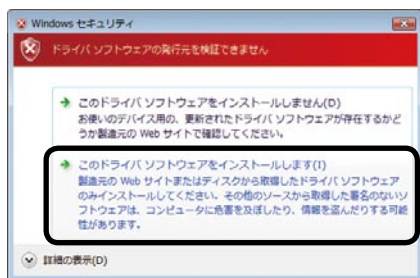 Windows セキュリティ
ドライバ ソフトウェアの発行元を検証できません
このドライバ ソフトウェアをインストールしません(D)
お使いのデバイス用の、更新されたドライバ ソフトウェアが存在するかど
うか製造元の Web サイトで確認してください。
このドライバ ソフトウェアをインストールします(I)
製造元の Web サイトまたはディスクから取得したドライバ ソフトウェア
のみインストールしてください。その他のソースから取得した署名のないソ
フトウェアは、コンピュータに危害を及ぼしたり、情報を盗んだりする可能
性があります。
詳細の表示(D)